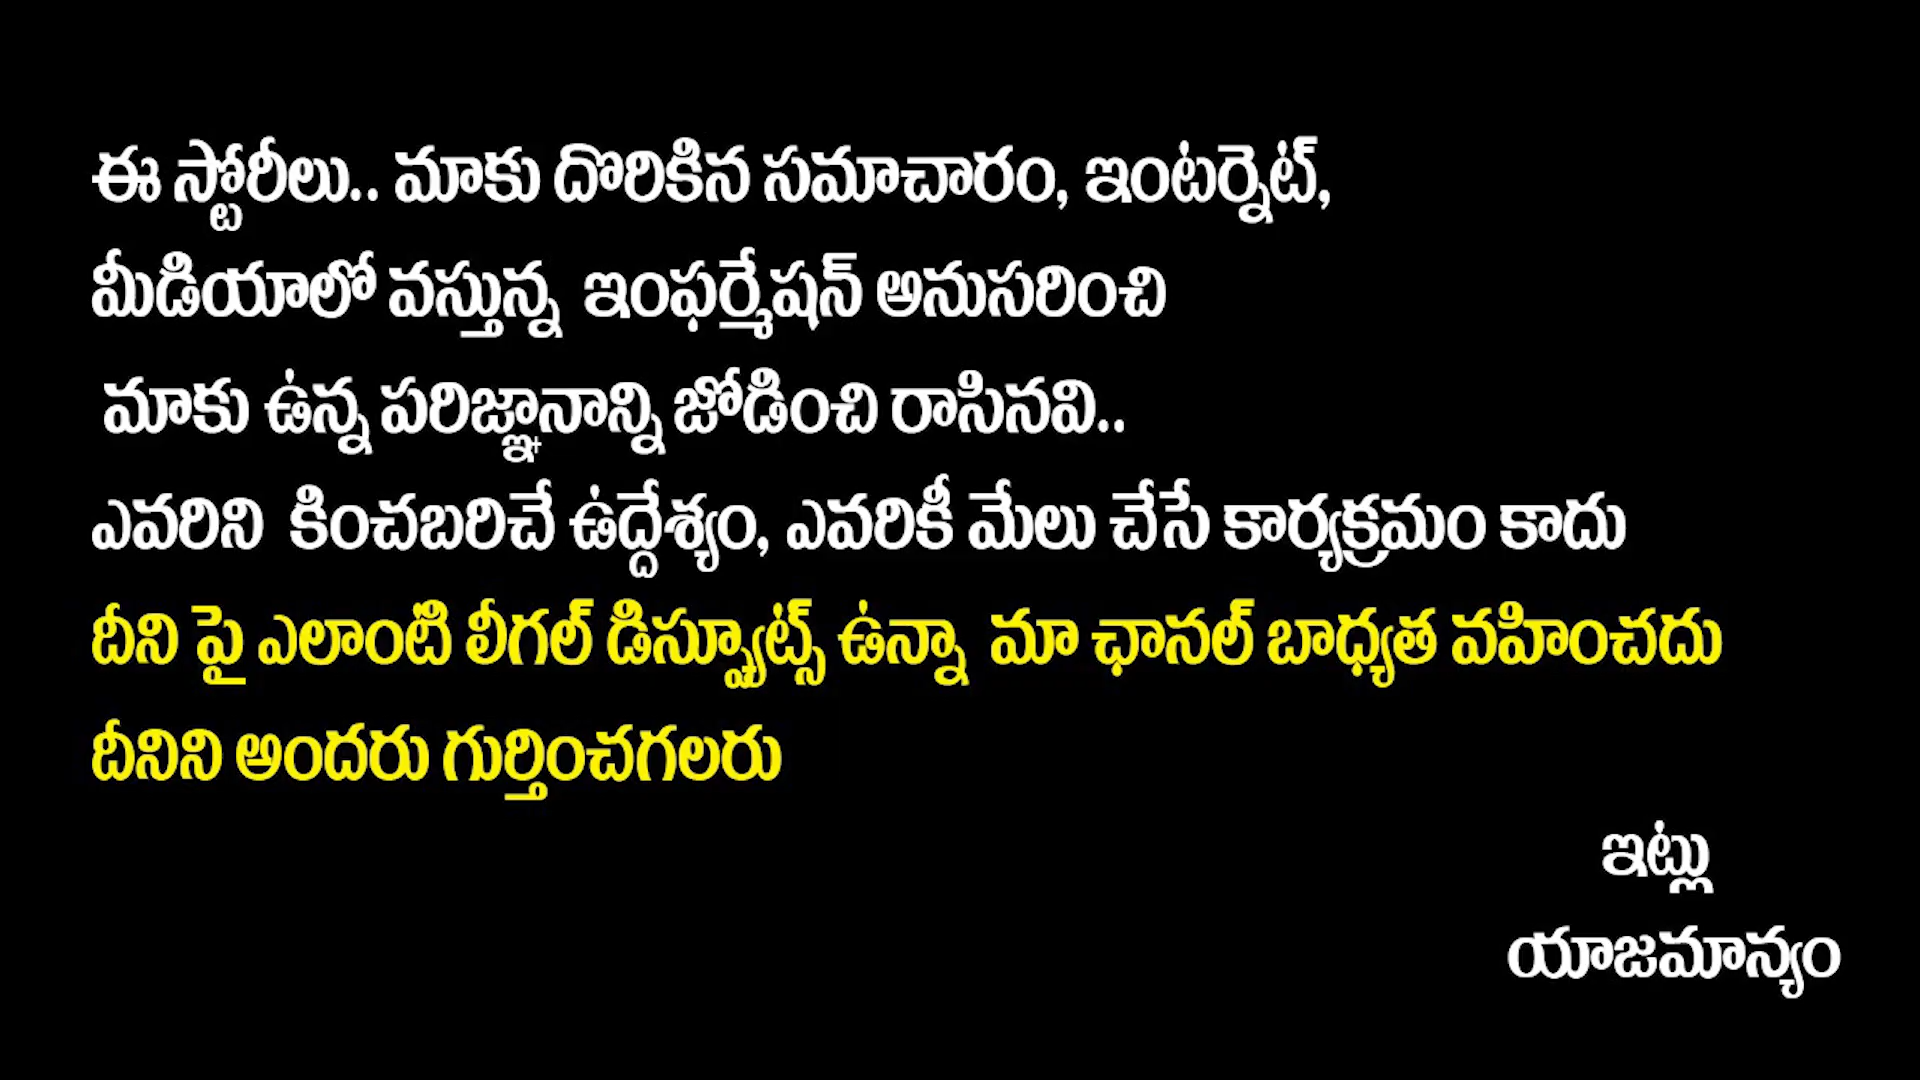 ఈ స్టోరీలు.. మాకు దొరికిన సమాచారం, ఇంటర్నెట్,
మీడియాలో వస్తున్న ఇంఫర్మేషన్ అనుసరించి
మాకు ఉన్న పరిజ్ఞానాన్ని జోడించి రాసినవి..
ఎవరిని కించబరిచే ఉద్దేశ్యం, ఎవరికీ మేలు చేసే కార్యక్రమం కాదు
దీని పై ఎలాంటి లీగల్ డిస్ప్యూట్స్ ఉన్నా మా ఛానల్ బాధ్యత వహించదు
దీనిని అందరు గుర్తించగలరు
ఇట్లు
యాజమాన్యం